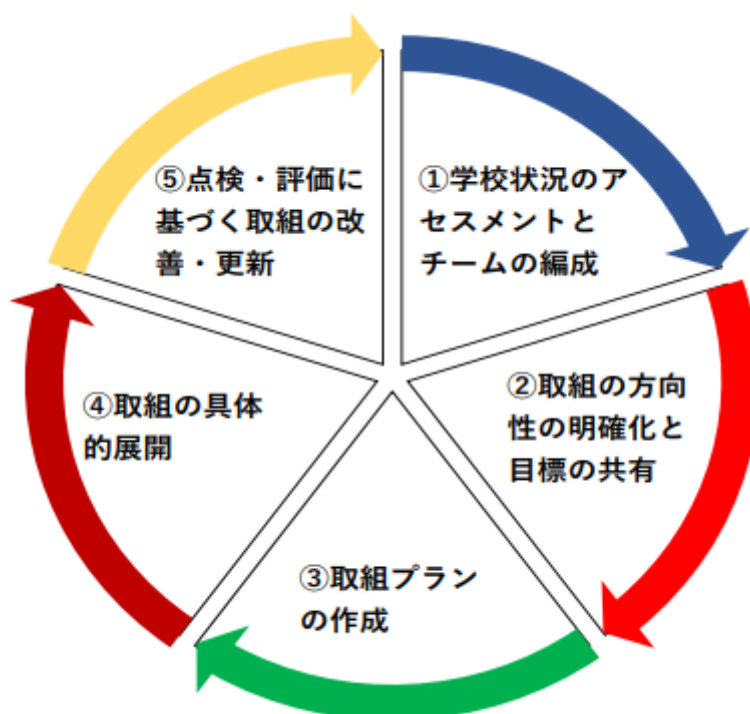 ①学校状況のア
セスメントと
チームの編成
②取組の方向
性の明確化と
目標の共有
③取組プラン
の作成
④取組の具体
的展開
⑤点検・評価に
基づく取組の改
善・更新